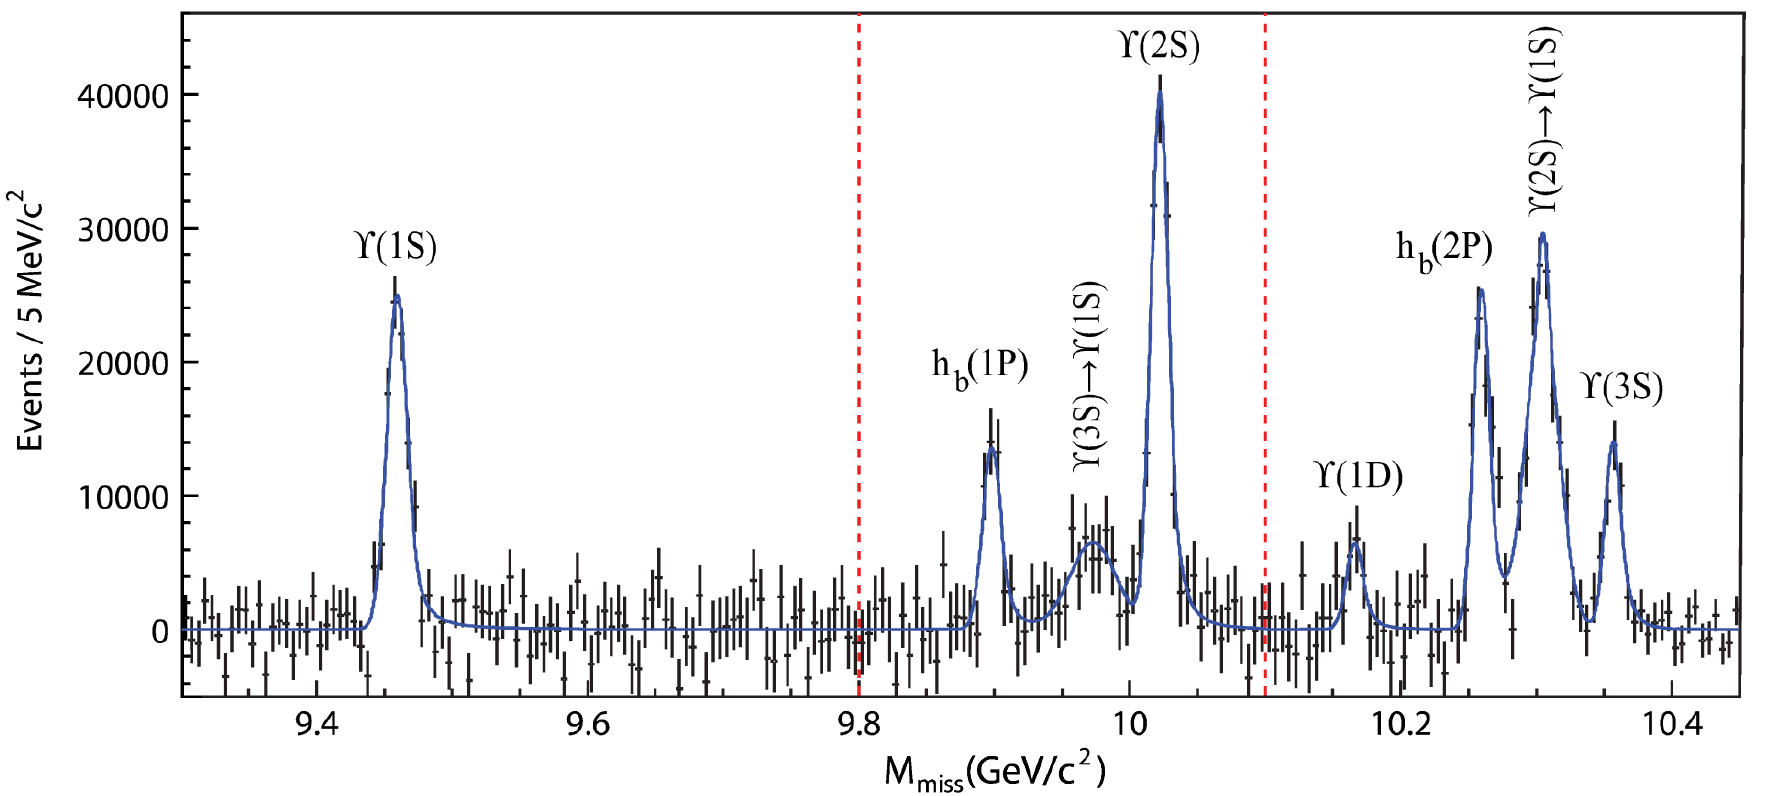 Events / 5 MeV/c²
40000
30000
20000
10000
0
ϒ(1S)
h_b(1P)
ϒ(3S)→ϒ(1S)
ϒ(2S)
ϒ(1D)
h_b(2P)
ϒ(2S)→ϒ(1S)
ϒ(3S)
9.4
9.6
9.8
10
10.2
10.4
M_miss(GeV/c²)